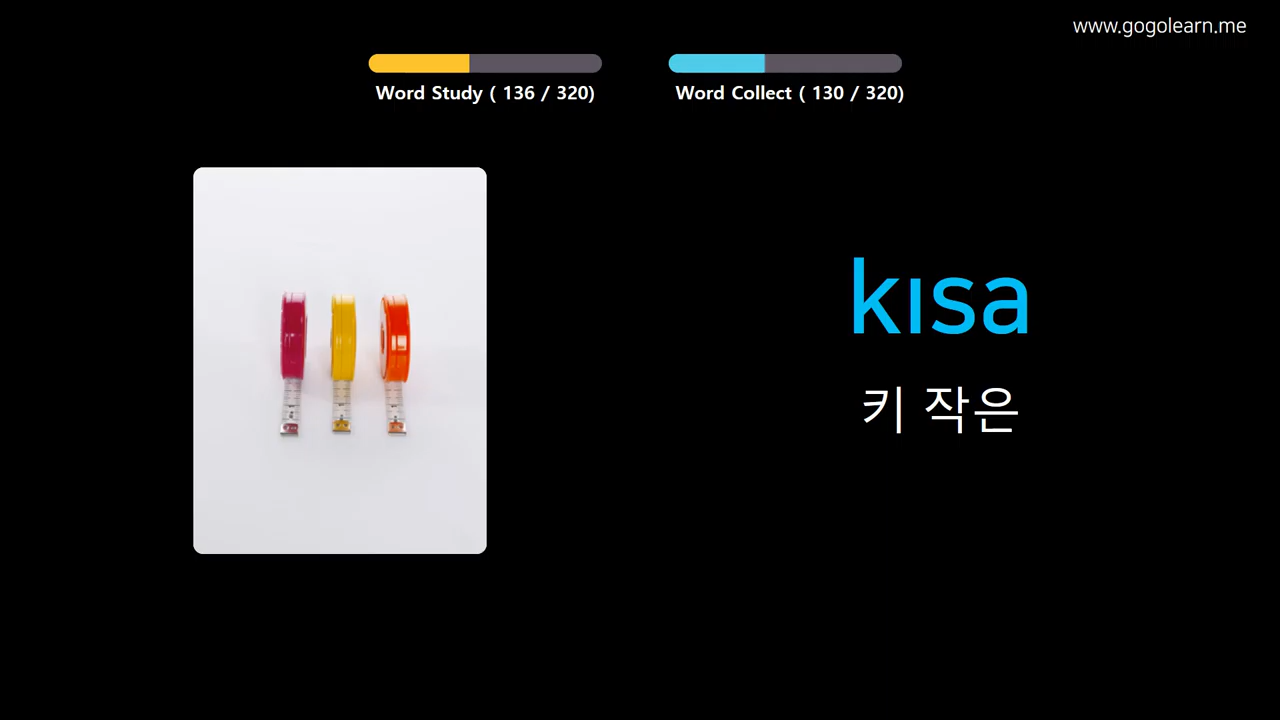 www.gogolearn.me
Word Study ( 136 / 320)
Word Collect ( 130 / 320)
kısa
키 작은